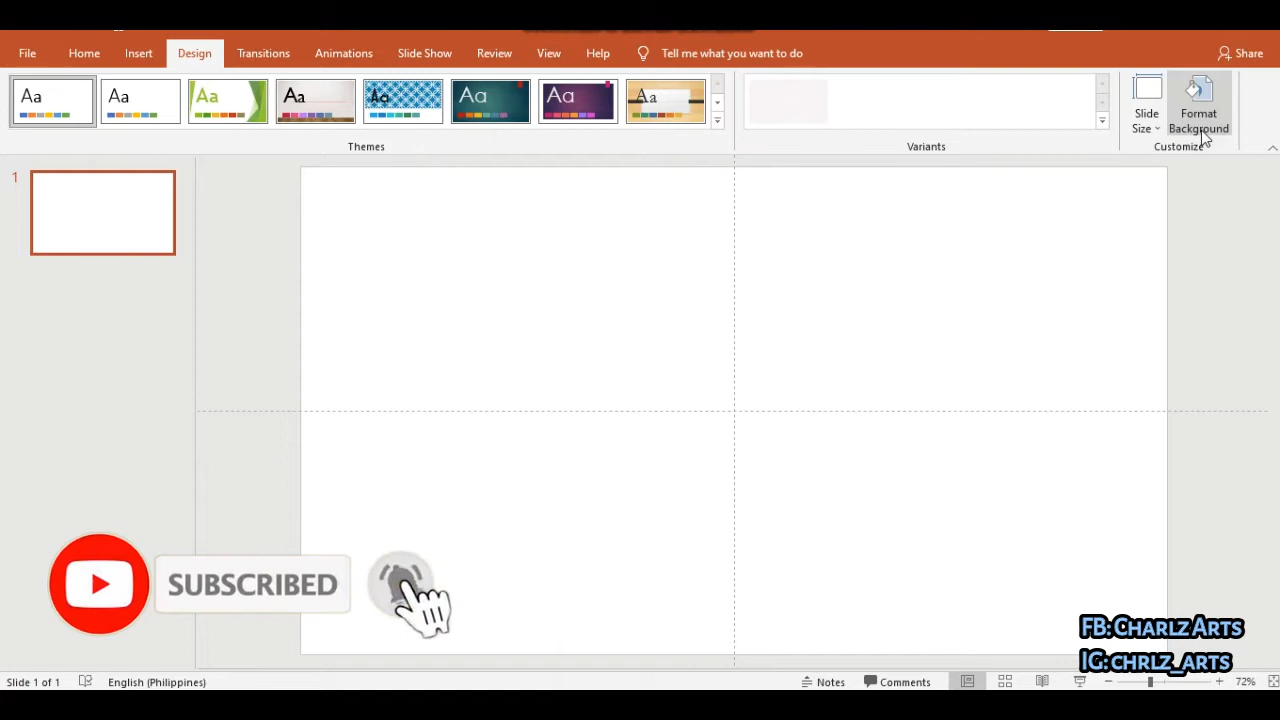 File Home Insert Design Transitions Animations Slide Show Review View Help Tell me what you want to do Share
Aa Aa Aa Aa Aa Aa Aa Aa
Slide
Size
Format
Background
Themes Variants Customize
1
SUBSCRIBED
FB: Charlz Arts
IG: chrlz_arts
Slide 1 of 1 English (Philippines) Notes Comments 72%